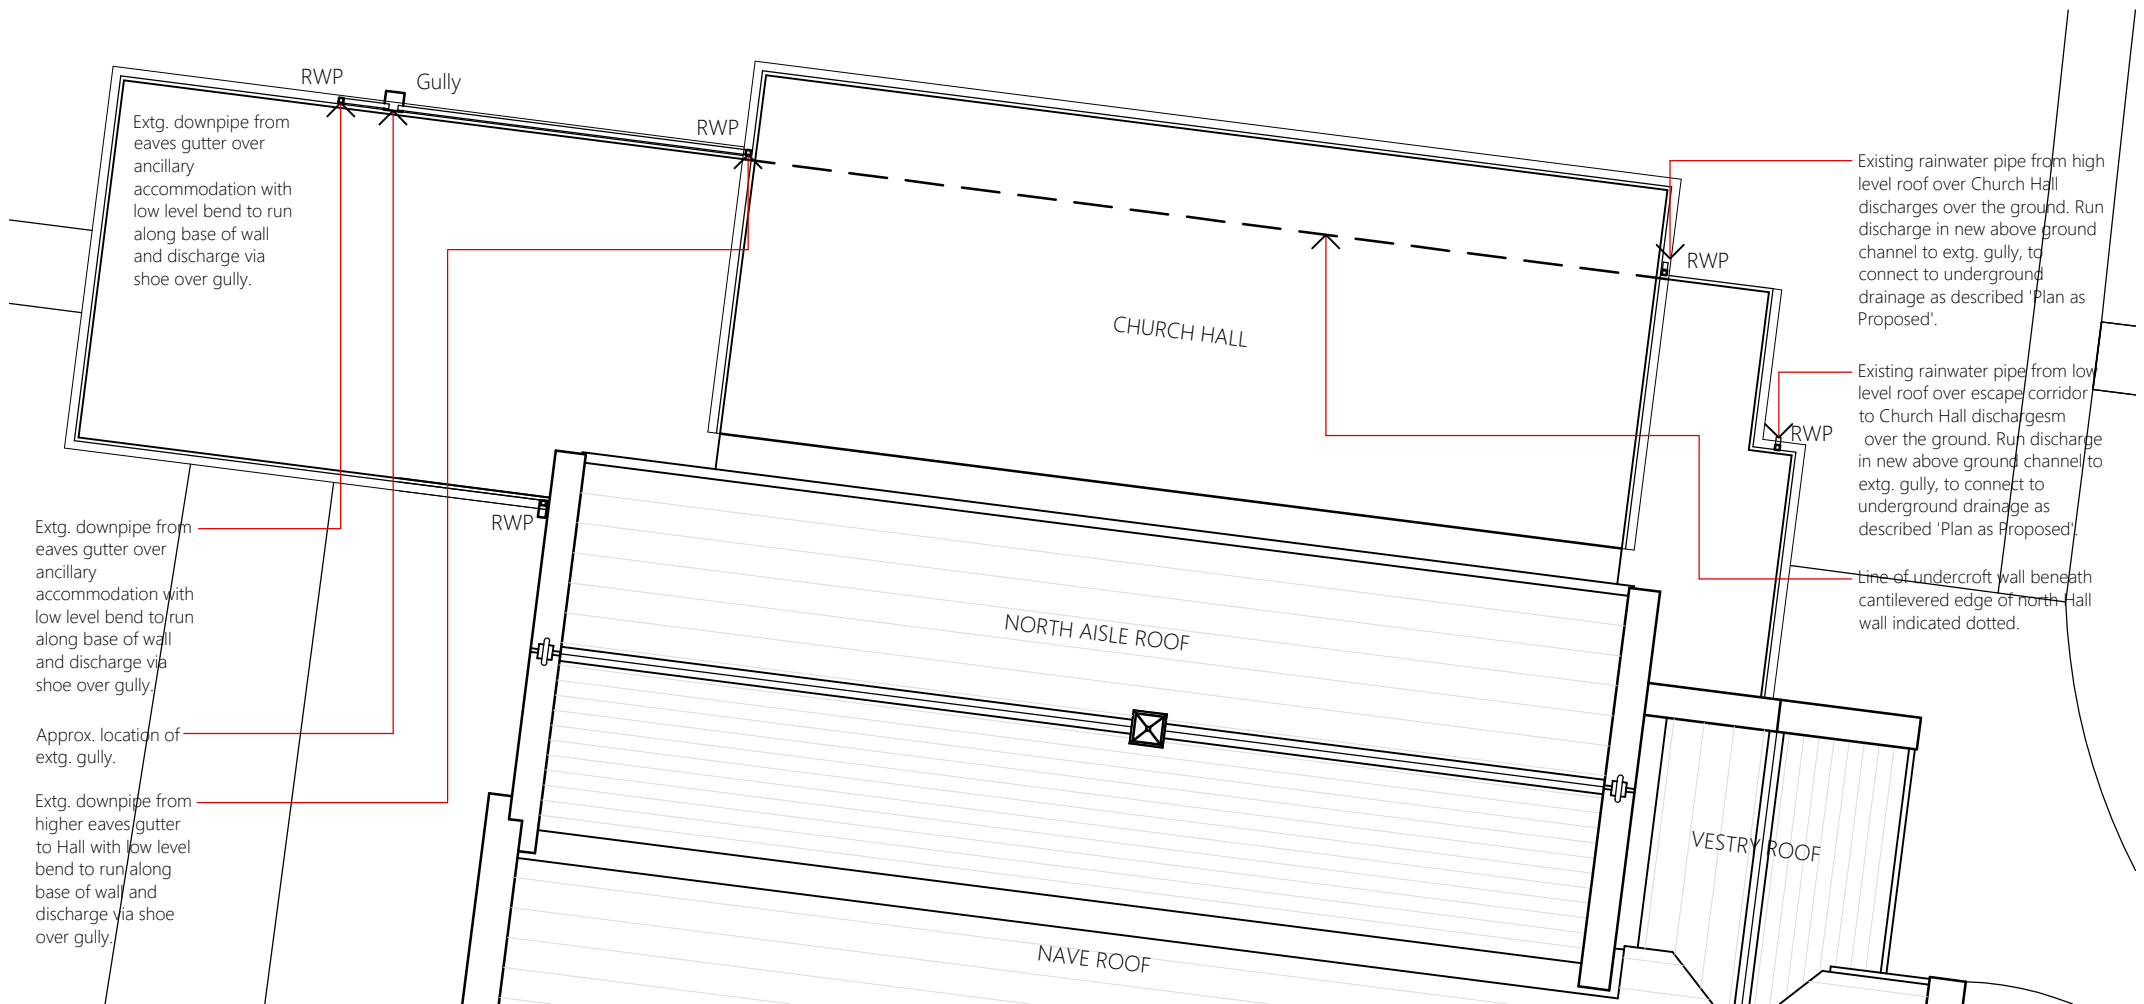 RWP
Gully
Extg. downpipe from
eaves gutter over
ancillary
accommodation with
low level bend to run
along base of wall
and discharge via
shoe over gully.
RWP
Existing rainwater pipe from high
level roof over Church Hall
discharges over the ground. Run
discharge in new above ground
channel to extg. gully, to
connect to underground
drainage as described 'Plan as
Proposed'.
RWP
CHURCH HALL
Existing rainwater pipe from low
level roof over escape corridor
to Church Hall dischargesm
over the ground. Run discharge
in new above ground channel to
extg. gully, to connect to
underground drainage as
described 'Plan as Proposed'.
RWP
RWP
Extg. downpipe from
eaves gutter over
ancillary
accommodation with
low level bend to run
along base of wall
and discharge via
shoe over gully.
Line of undercroft wall beneath
cantilevered edge of north Hall
wall indicated dotted.
NORTH AISLE ROOF
Approx. location of
extg. gully.
Extg. downpipe from
higher eaves gutter
to Hall with low level
bend to run along
base of wall and
discharge via shoe
over gully.
VESTRY ROOF
NAVE ROOF